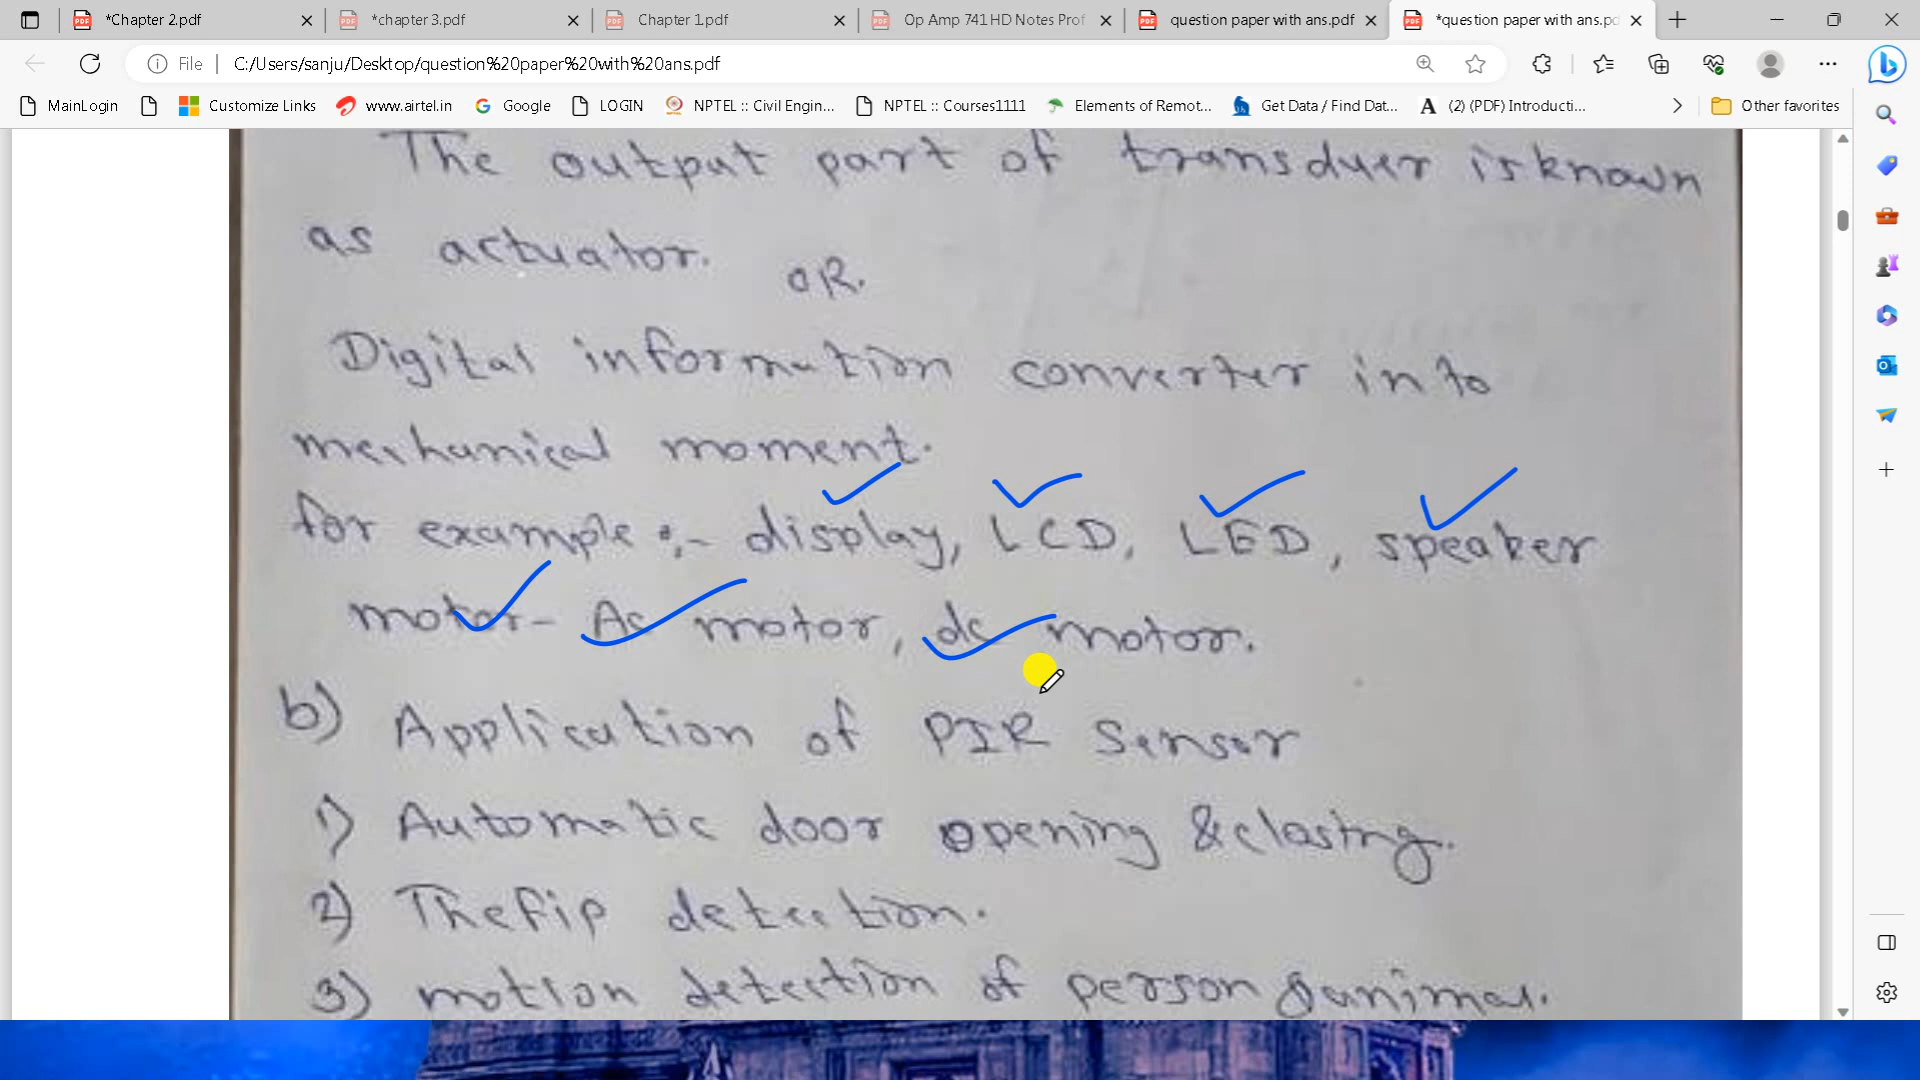 *Chapter 2.pdf
*chapter 3.pdf
Chapter 1.pdf
Op Amp 741 HD Notes Prof
question paper with ans.pdf
*question paper with ans.pd
File
C:/Users/sanju/Desktop/question%20paper%20with%20ans.pdf
MainLogin
Customize Links
www.airtel.in
Google
LOGIN
NPTEL :: Civil Engin...
NPTEL :: Courses1111
Elements of Remot...
Get Data / Find Dat...
A (2) (PDF) Introducti...
Other favorites
The output part of transduer is known
as actuator.
OR.
Digital information converter in to
mechanical moment.
for example :- display, LCD, LED, speaker
motor - Ac motor, dc motor.
b) Application of PIR Sensor
1) Automatic door opening & clostng.
2) Thefip detection.
3) motion detection of person & animal.